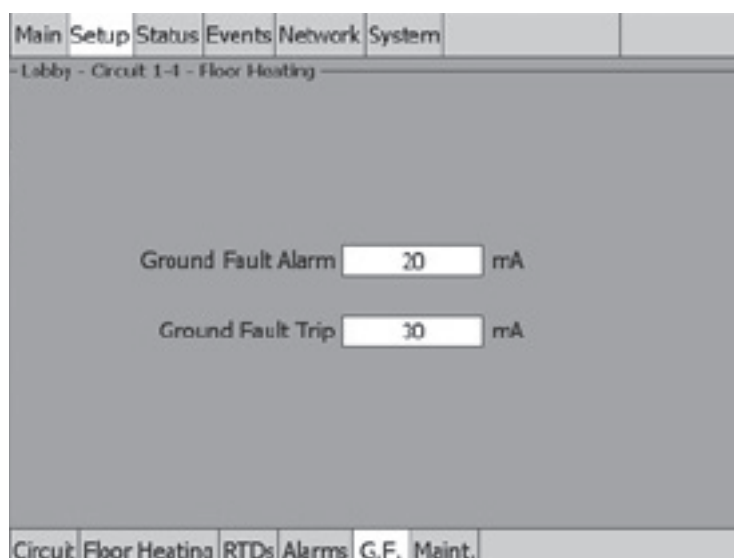 Main Setup Status Events Network System
Lobby - Circuit 1-4 - Floor Heating
Ground Fault Alarm 20 mA
Ground Fault Trip 30 mA
Circuit Floor Heating RTDs Alarms G.F. Maint.